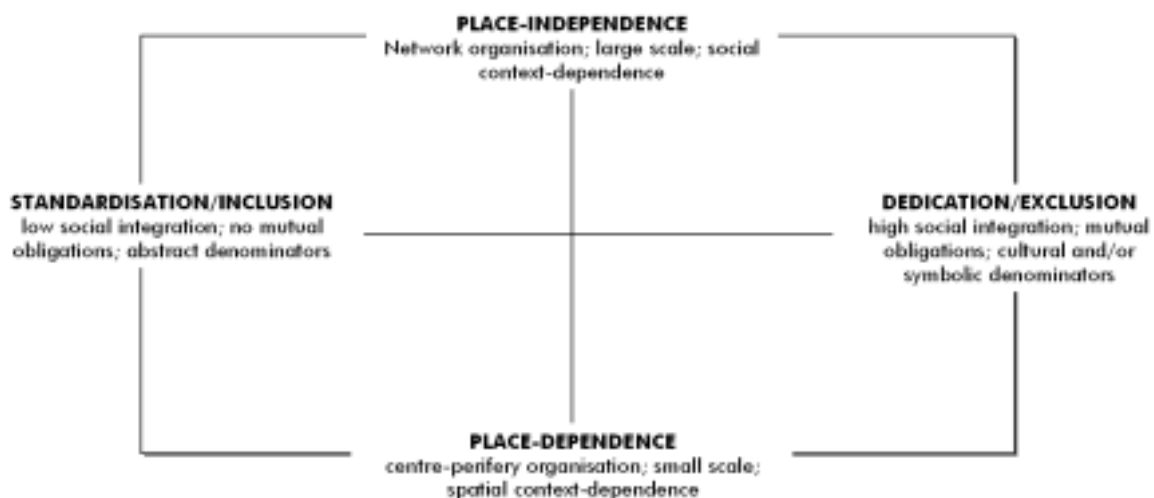 PLACE-INDEPENDENCE
Network organisation; large scale; social
context-dependence
STANDARDISATION/INCLUSION
low social integration; no mutual
obligations; abstract denominators
DEDICATION/EXCLUSION
high social integration; mutual
obligations; cultural and/or
symbolic denominators
PLACE-DEPENDENCE
centre-perifery organisation; small scale;
spatial context-dependence